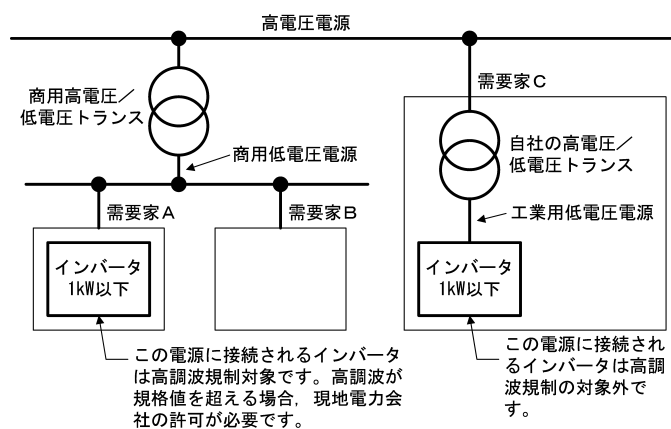 高電圧電源
商用高電圧／
低電圧トランス
商用低電圧電源
需要家A
需要家B
インバータ
1kW以下
この電源に接続されるインバータ
は高調波規制対象です。高調波が
規格値を超える場合，現地電力会
社の許可が必要です。
需要家C
自社の高電圧／
低電圧トランス
工業用低電圧電源
インバータ
1kW以下
この電源に接続され
るインバータは高調
波規制の対象外で
す。